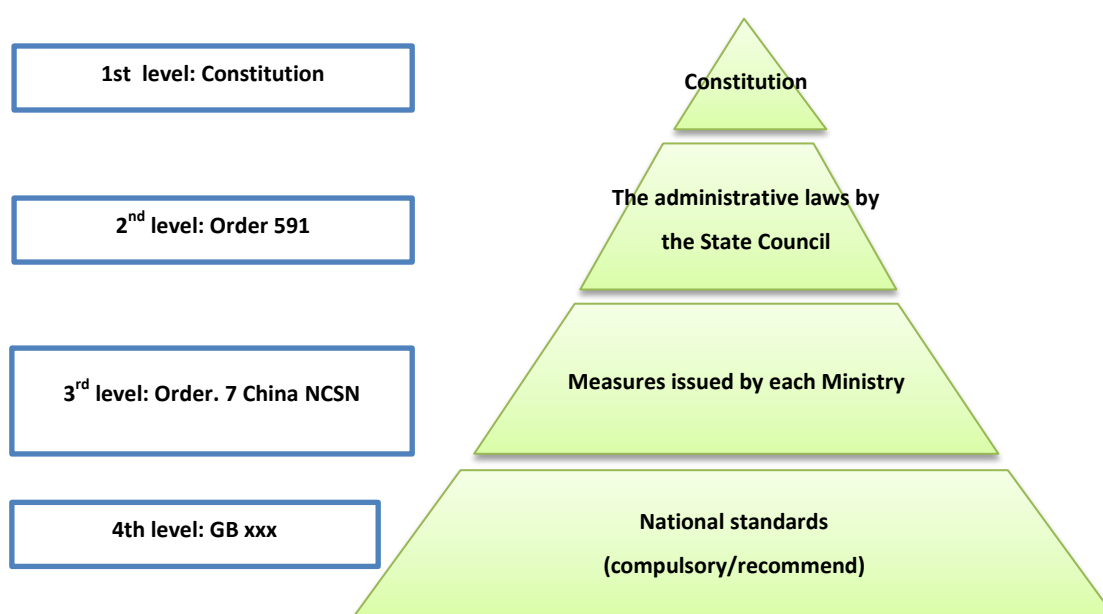 1st level: Constitution
Constitution
2nd level: Order 591
The administrative laws by
the State Council
3rd level: Order. 7 China NCSN
Measures issued by each Ministry
4th level: GB xxx
National standards
(compulsory/recommend)